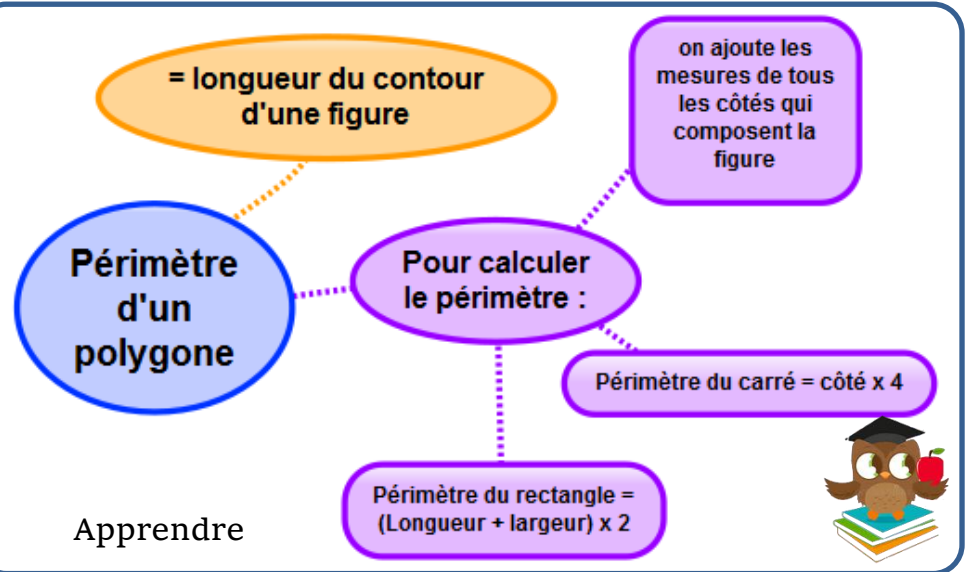 = longueur du contour
d'une figure
on ajoute les
mesures de tous
les côtés qui
composent la
figure
Périmètre
d'un
polygone
Pour calculer
le périmètre :
Périmètre du carré = côté x 4
Périmètre du rectangle =
(Longueur + largeur) x 2
Apprendre